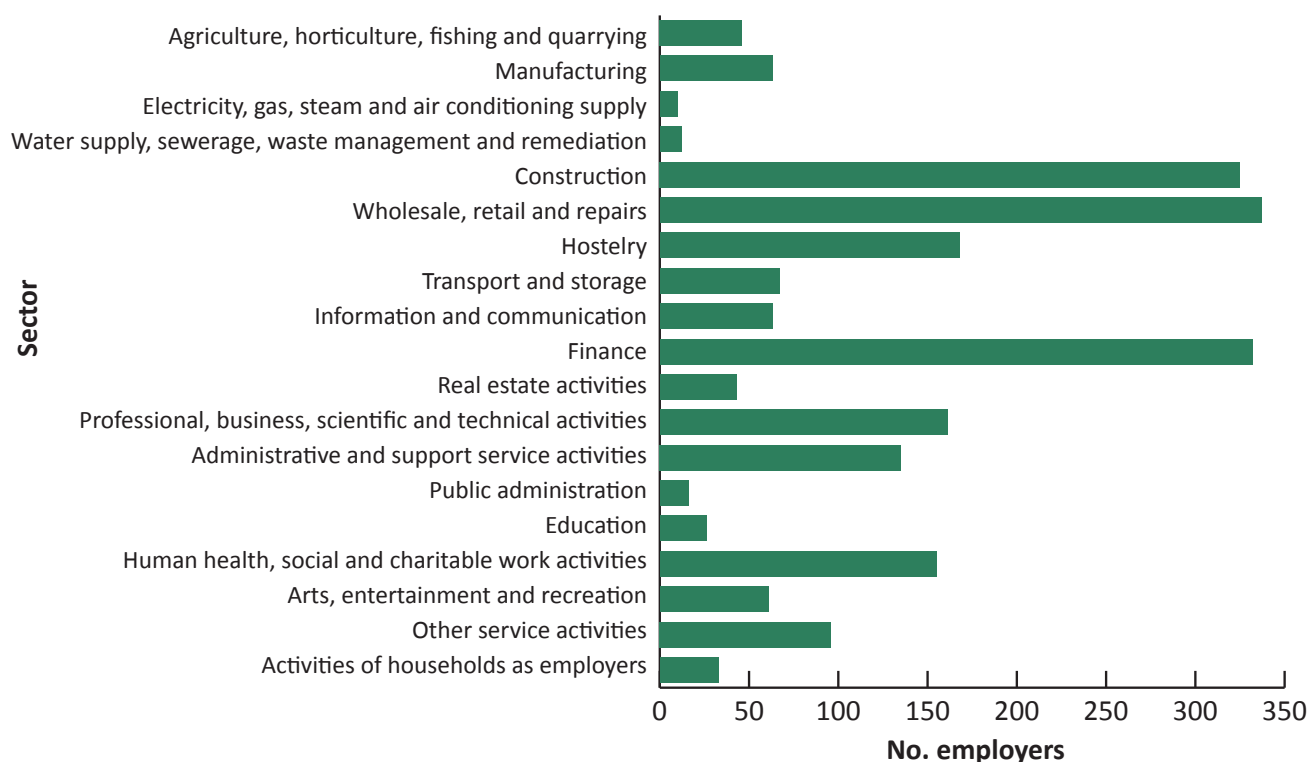 Agriculture, horticulture, fishing and quarrying
Manufacturing
Electricity, gas, steam and air conditioning supply
Water supply, sewerage, waste management and remediation
Construction
Wholesale, retail and repairs
Hostelry
Transport and storage
Information and communication
Finance
Real estate activities
Professional, business, scientific and technical activities
Administrative and support service activities
Public administration
Education
Human health, social and charitable work activities
Arts, entertainment and recreation
Other service activities
Activities of households as employers
Sector
0 50 100 150 200 250 300 350
No. employers